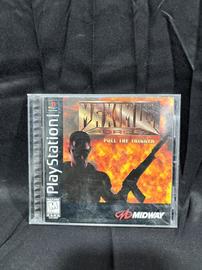 PlayStation
MAXIMUM
FORCE
PULL THE TRIGGER
MIDWAY